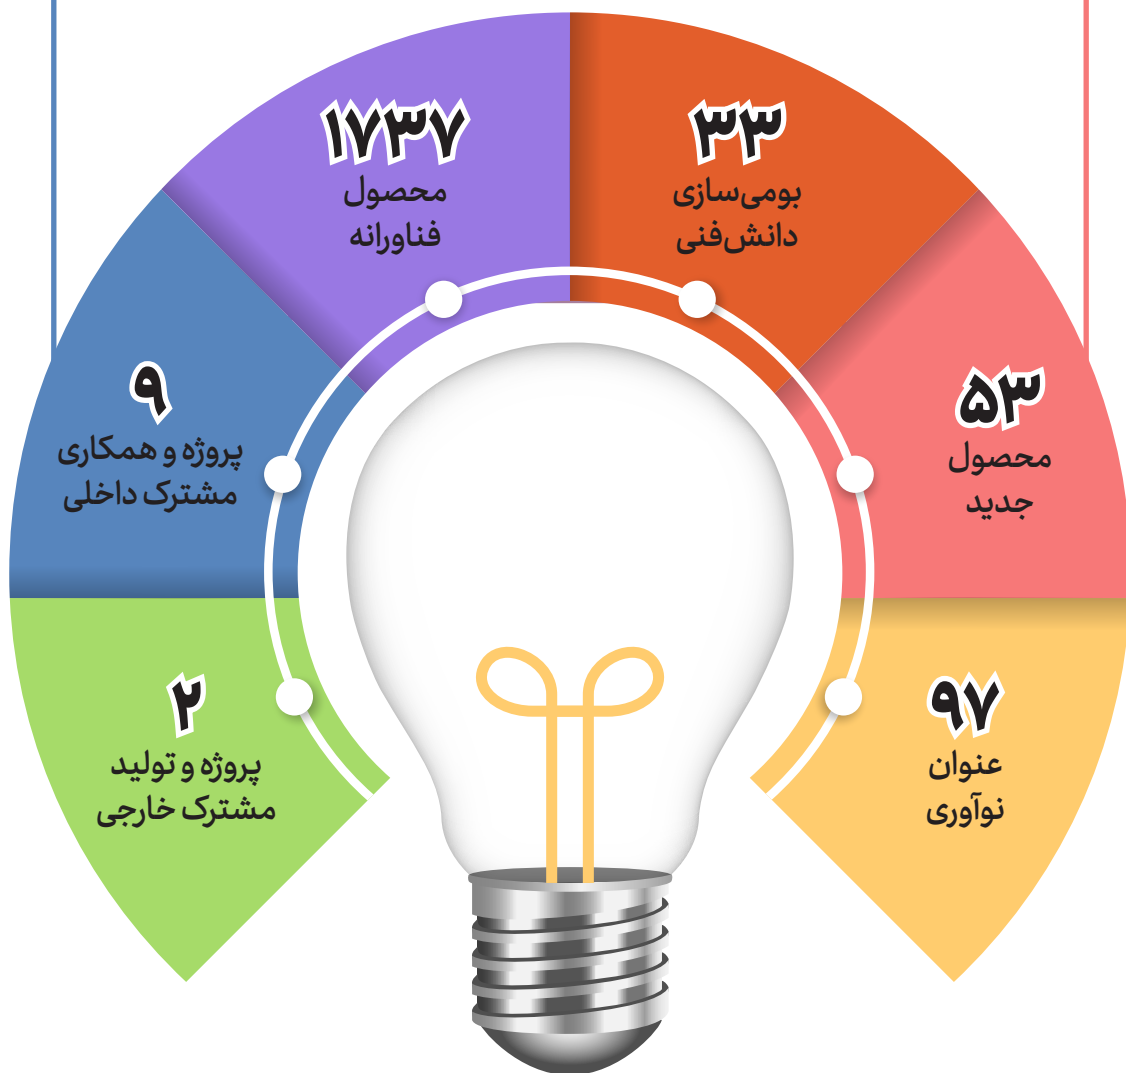 ۱۷۳۷
محصول
فناورانه
۳۳
بومی‌سازی
دانش‌فنی
۹
پروژه و همکاری
مشترک داخلی
۵۳
محصول
جدید
۲
پروژه و تولید
مشترک خارجی
۹۷
عنوان
نوآوری